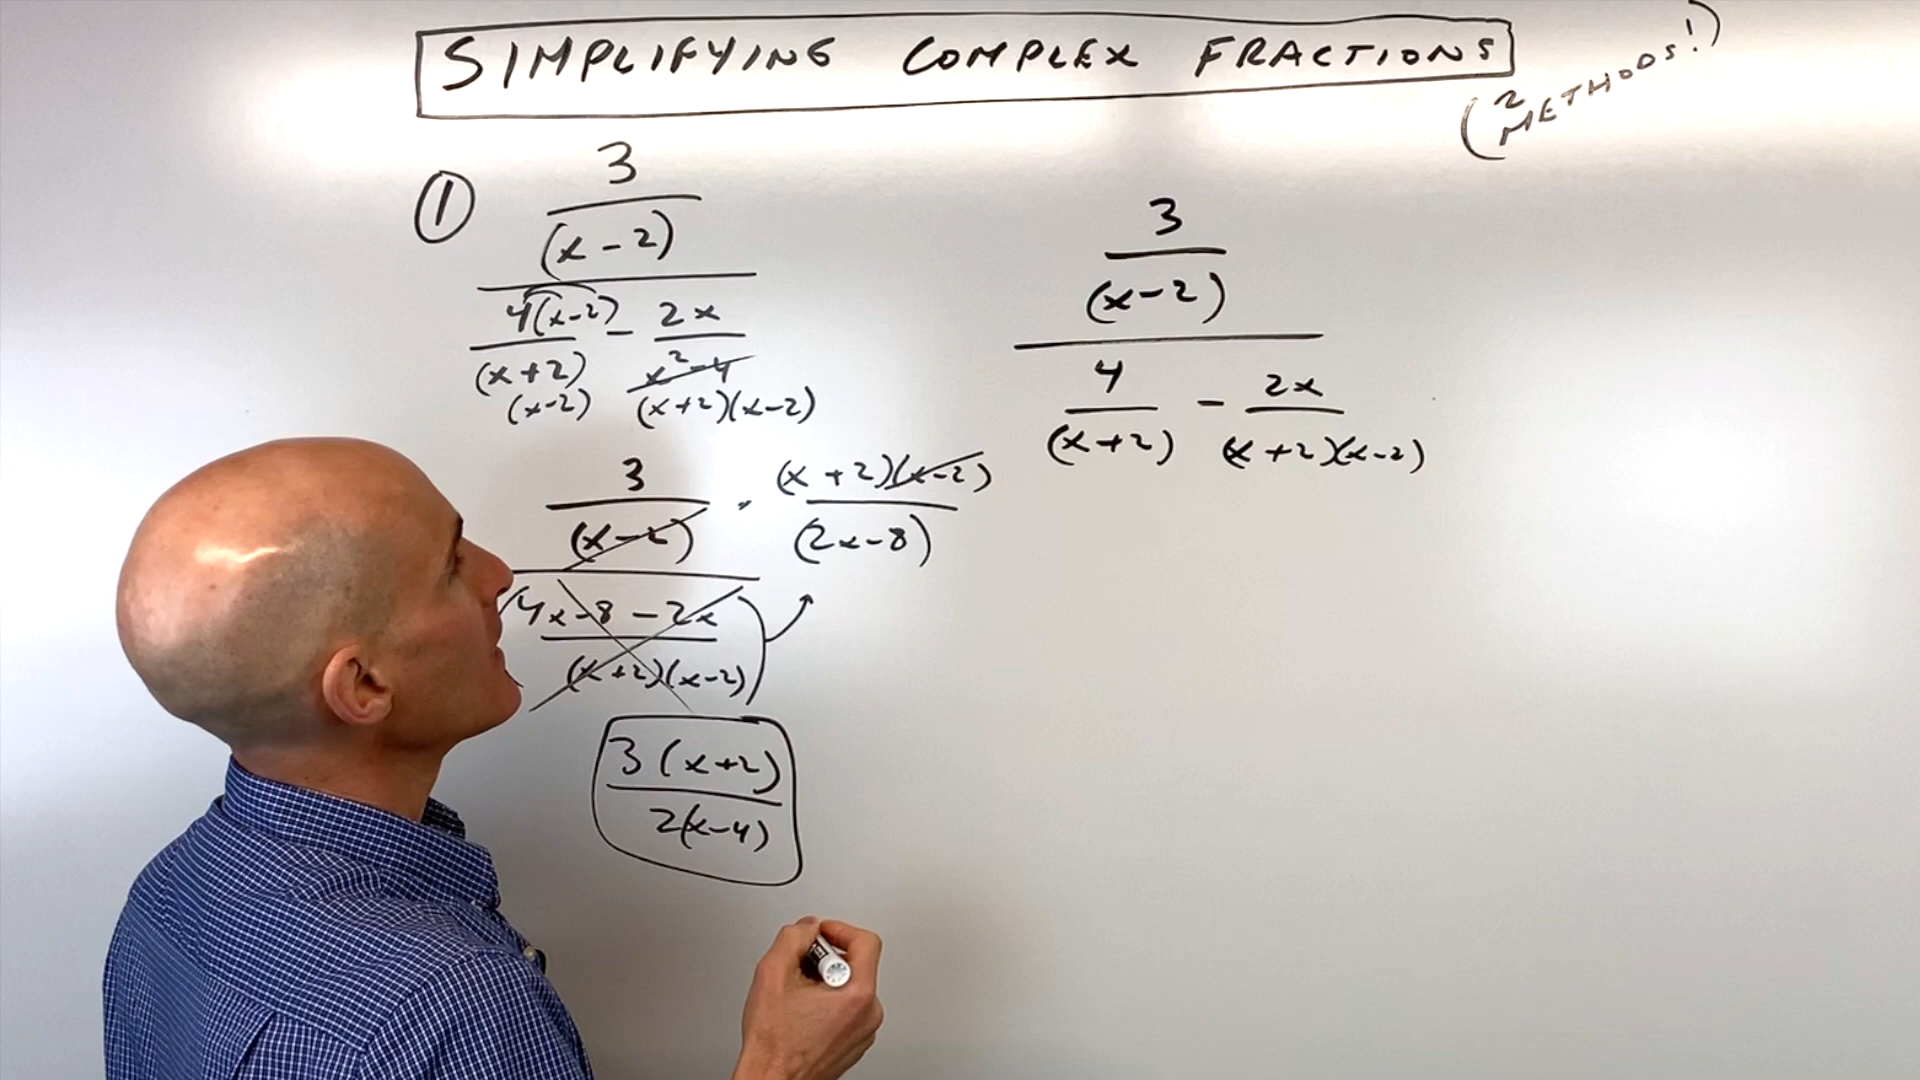 SIMPLIFYING COMPLEX FRACTIONS
(2 METHODS!)
①
3
(x-2)
4(x-2) - 2x
(x+2) x²-4
(x-2) (x+2)(x-2)
3 · (x+2)(x-2)
(x-2) (2x-8)
(4x-8-2x
(x+2)(x-2)
3(x+2)
2(x-4)
3
(x-2)
4 - 2x
(x+2) (x+2)(x-2)